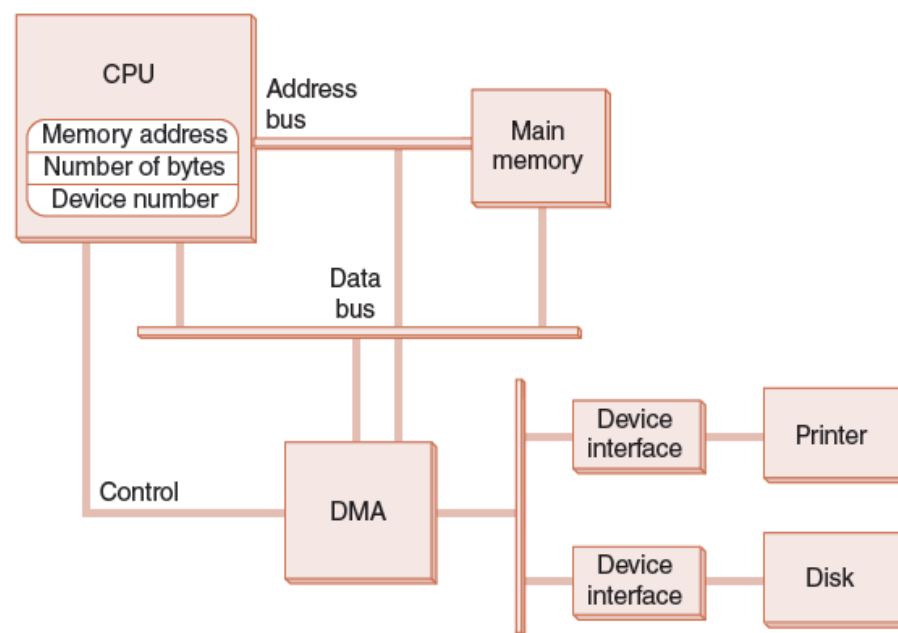 CPU
Memory address
Number of bytes
Device number
Address
bus
Main
memory
Data
bus
Control
DMA
Device
interface
Printer
Device
interface
Disk